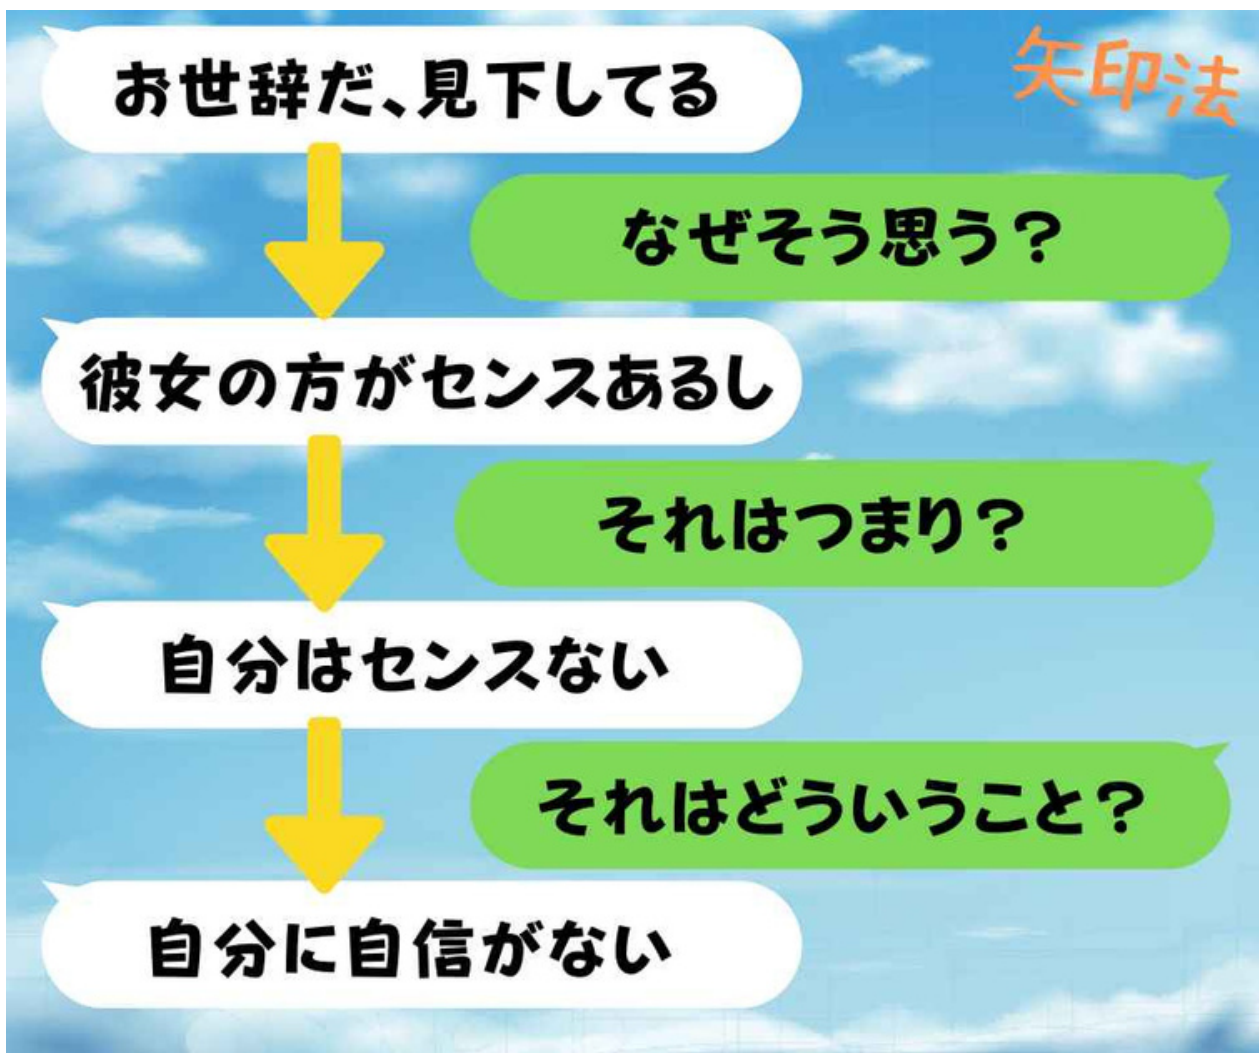 矢印法
お世辞だ、見下してる
なぜそう思う？
彼女の方がセンスあるし
それはつまり？
自分はセンスない
それはどういうこと？
自分に自信がない